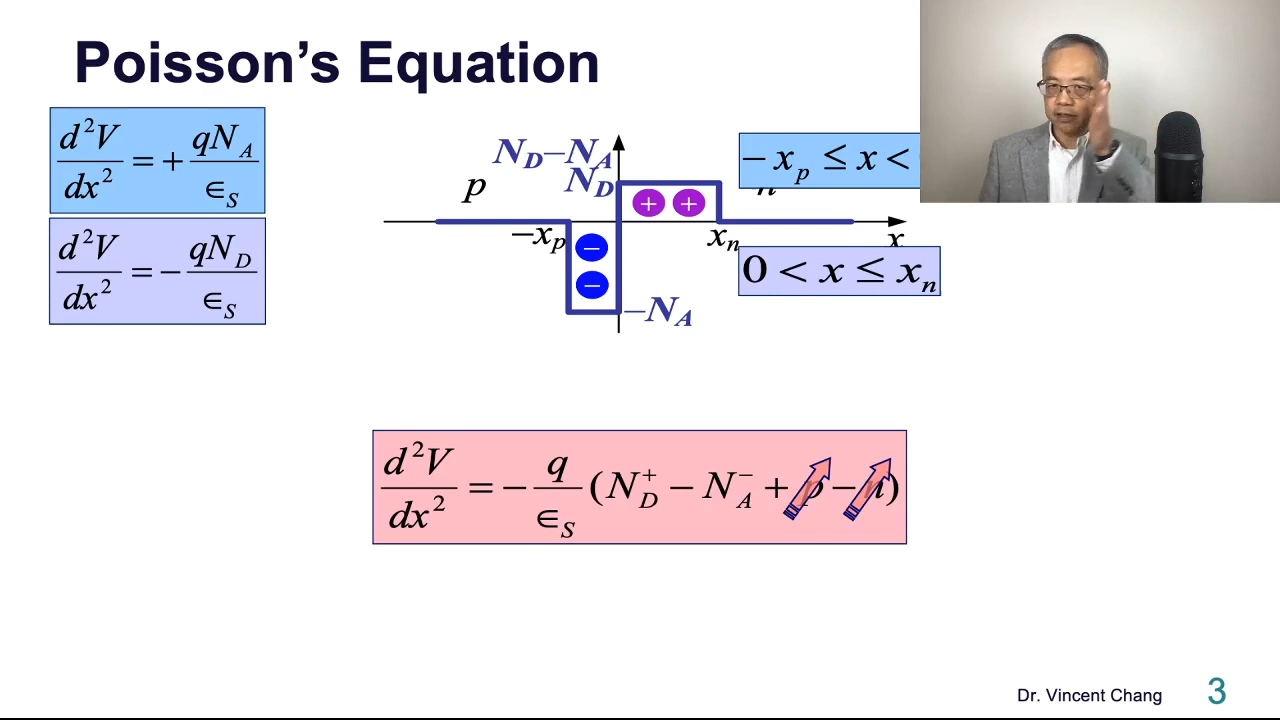 Poisson's Equation
d²V/dx² = + qN_A/∈_S
d²V/dx² = − qN_D/∈_S
N_D–N_A
N_D
p
+ +
−x_p
x_n
x
− x_p ≤ x <
0 < x ≤ x_n
−
−
–N_A
d²V/dx² = − q/∈_S (N_D⁺ − N_A⁻ + p − n)
Dr. Vincent Chang
3